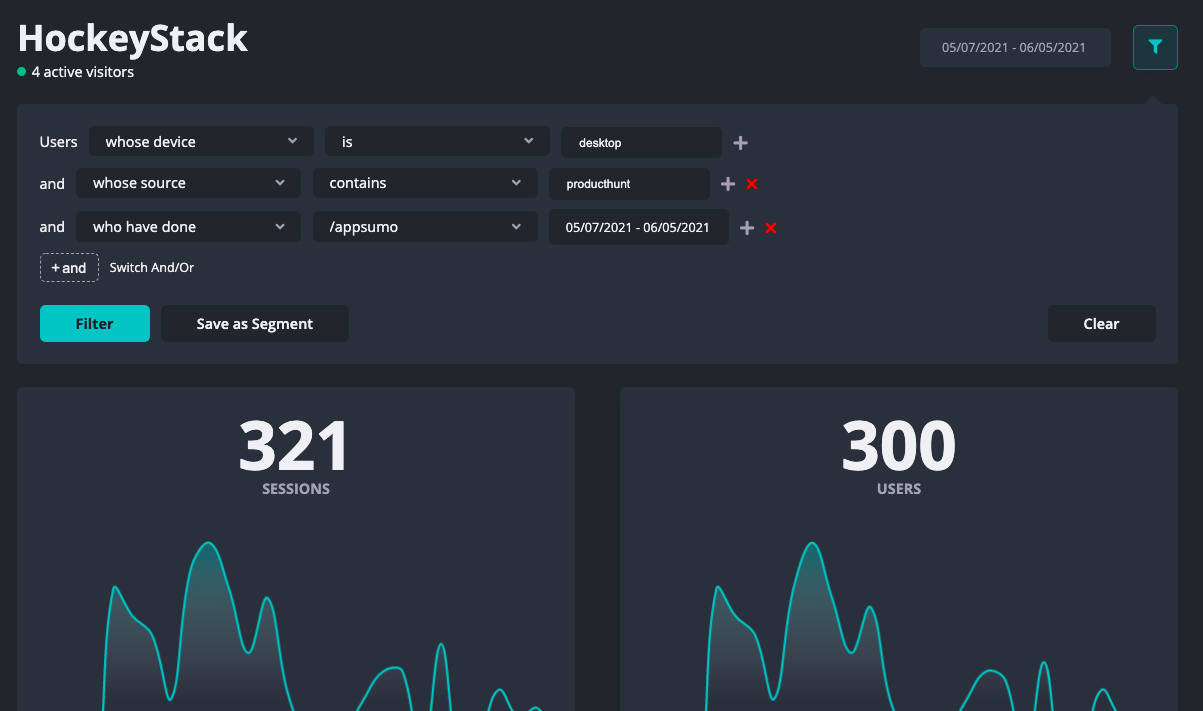 HockeyStack
4 active visitors
05/07/2021 - 06/05/2021
Users whose device is desktop +
and whose source contains producthunt +
and who have done /appsumo 05/07/2021 - 06/05/2021 +
+ and Switch And/Or
Filter Save as Segment Clear
321 300
SESSIONS USERS